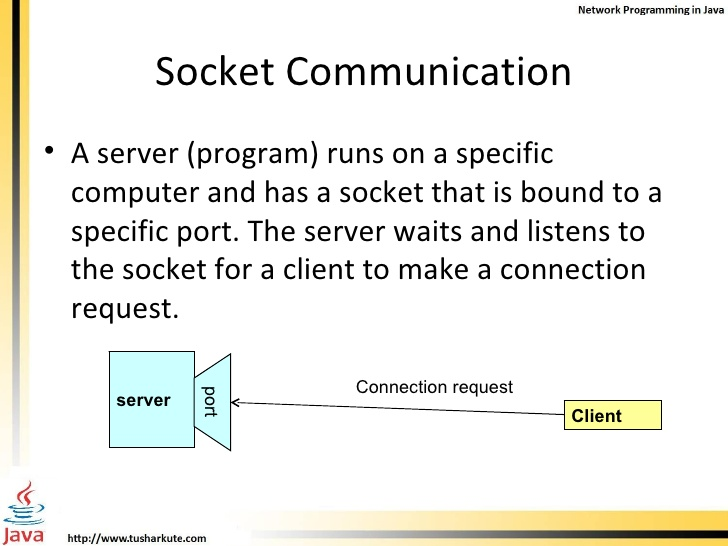 Network Programming in Java
Socket Communication
• A server (program) runs on a specific
computer and has a socket that is bound to a
specific port. The server waits and listens to
the socket for a client to make a connection
request.
server
port
Connection request
Client
Java
http://www.tusharkute.com